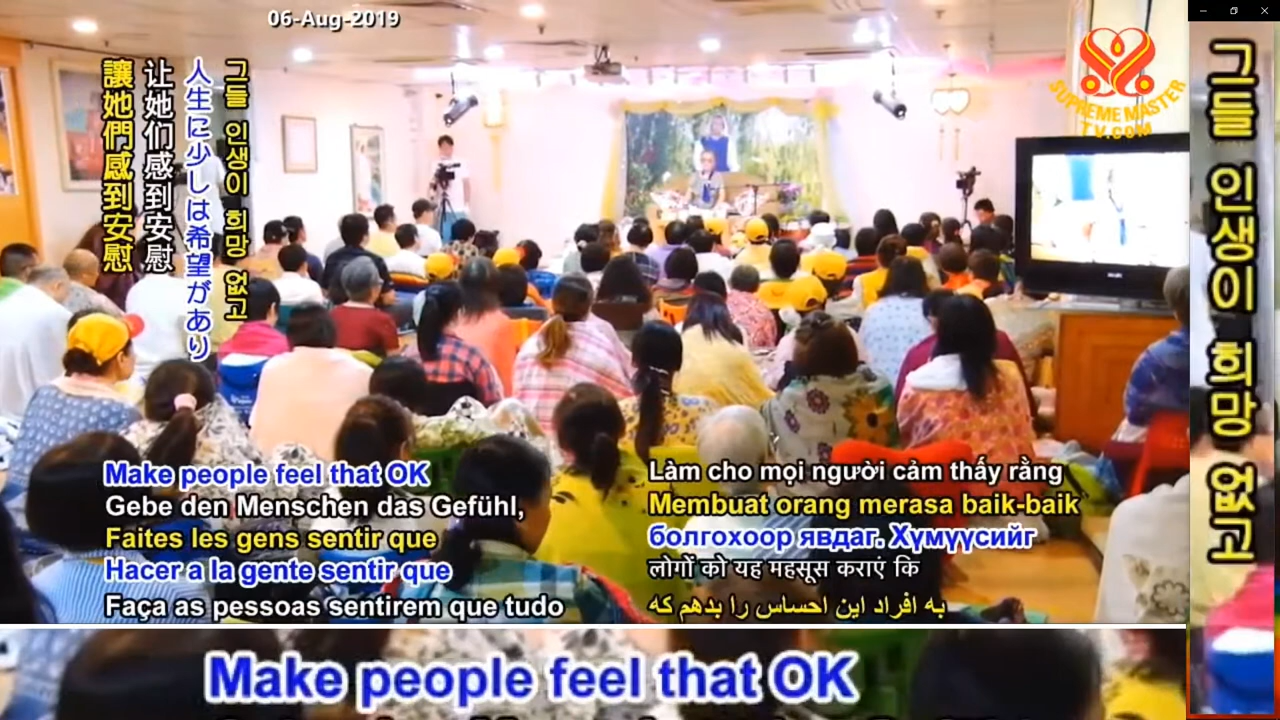 06-Aug-2019
SUPREME MASTER
TV.COM
讓她們感到安慰
让她们感到安慰
人生に少しは希望があり
그들 인생이 희망 없고
Make people feel that OK
Gebe den Menschen das Gefühl,
Faites les gens sentir que
Hacer a la gente sentir que
Faça as pessoas sentirem que tudo
Làm cho mọi người cảm thấy rằng
Membuat orang merasa baik-baik
болгохоор явдаг. Хүмүүсийг
लोगों को यह महसूस कराएं कि
به افراد این احساس را بدهم که
그들 인생이 희망 없고
Make people feel that OK